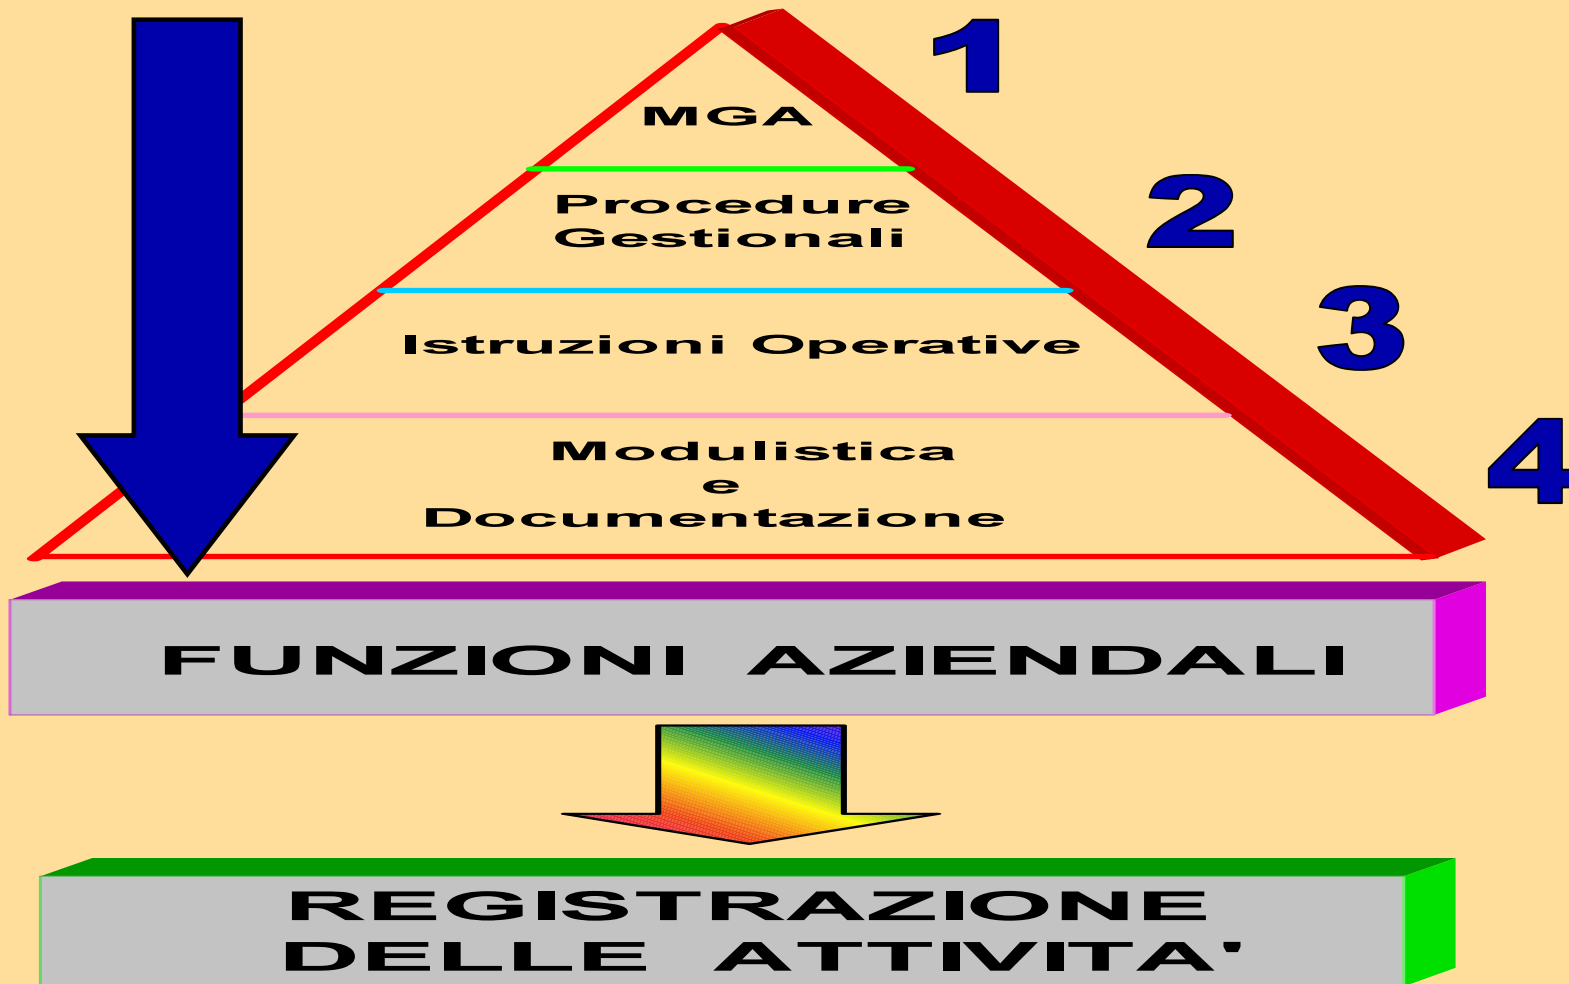 1
MGA
2
Procedure
Gestionali
3
Istruzioni Operative
4
Modulistica
e
Documentazione
FUNZIONI AZIENDALI
REGISTRAZIONE
DELLE ATTIVITA'